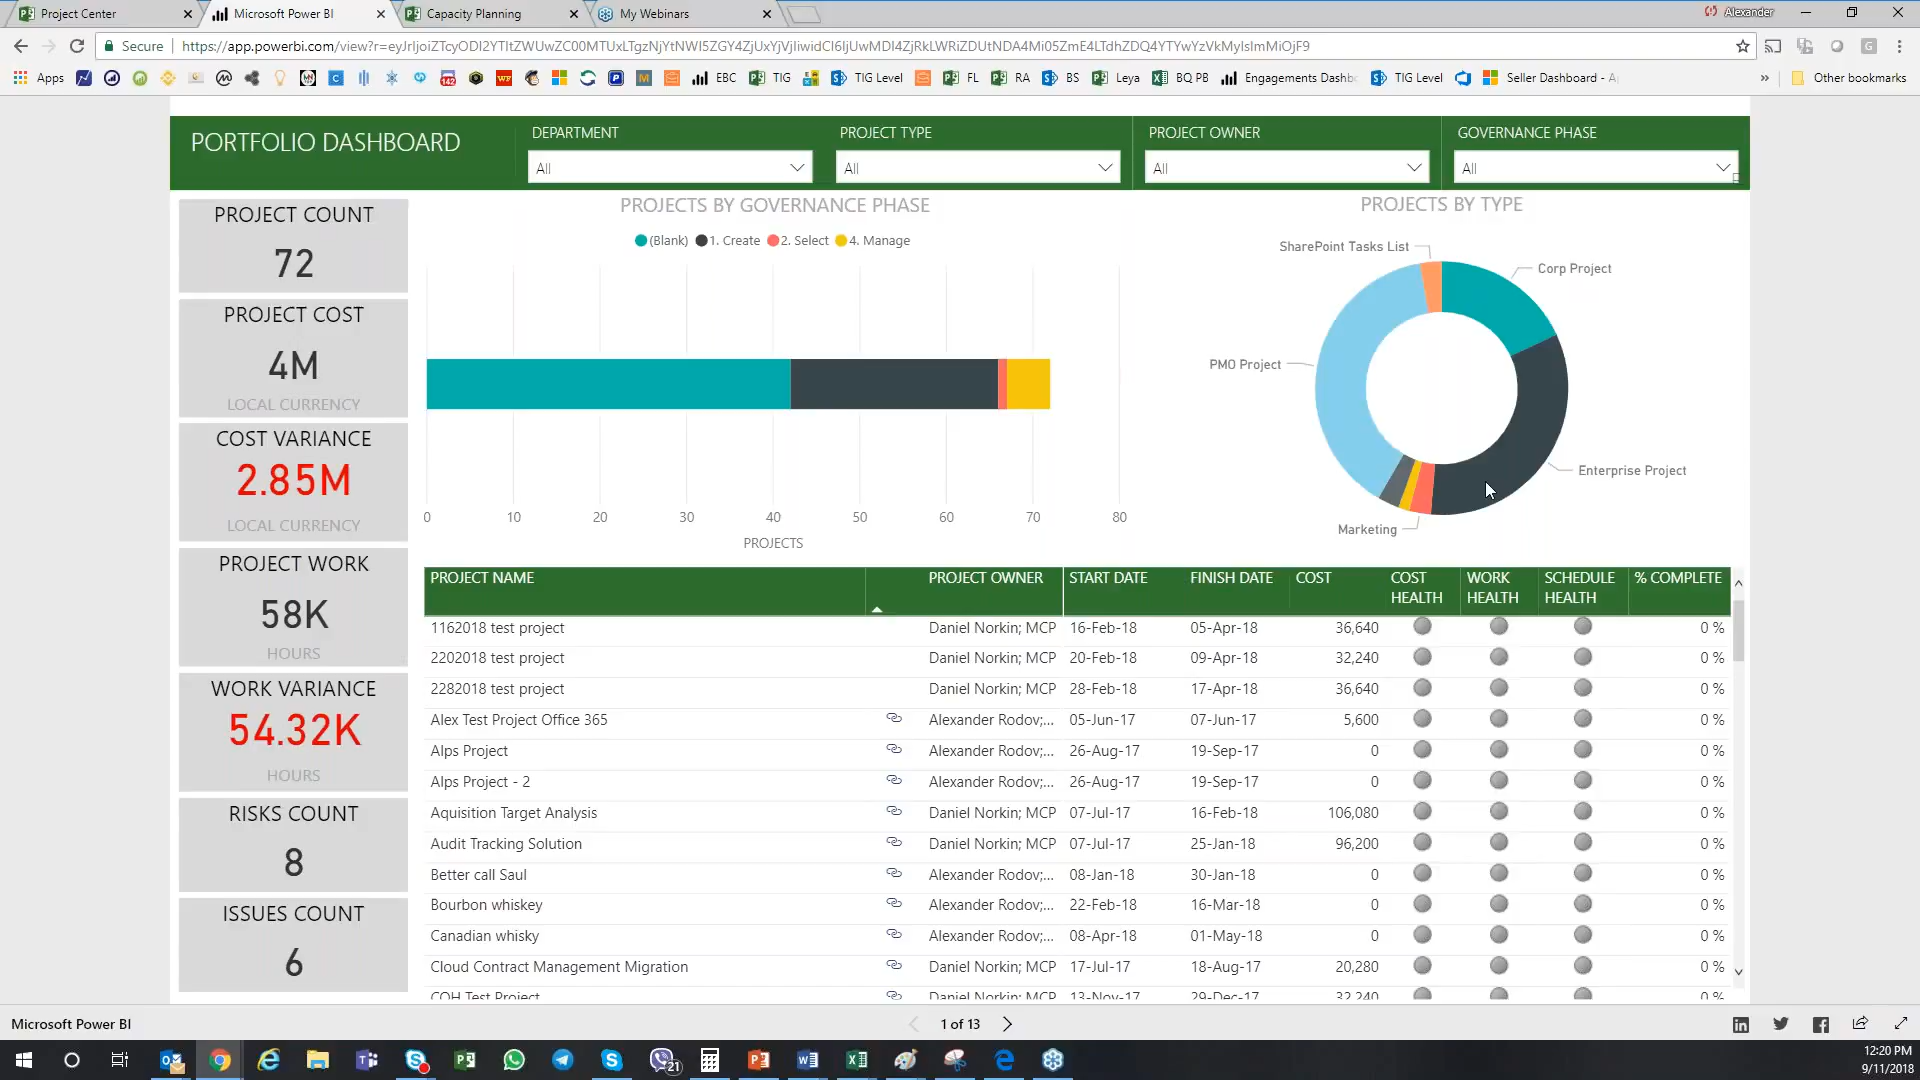 Project Center
Microsoft Power BI
Capacity Planning
My Webinars
Alexander
Secure
https://app.powerbi.com/view?r=
Apps
EBC
TIG
TIG Level
FL
RA
BS
Leya
BQ PB
Engagements Dashb
TIG Level
Seller Dashboard - A
»
Other bookmarks
PORTFOLIO DASHBOARD
DEPARTMENT
PROJECT TYPE
PROJECT OWNER
GOVERNANCE PHASE
All
All
All
All
PROJECT COUNT
72
PROJECT COST
4M
LOCAL CURRENCY
COST VARIANCE
2.85M
LOCAL CURRENCY
PROJECT WORK
58K
HOURS
WORK VARIANCE
54.32K
HOURS
RISKS COUNT
8
ISSUES COUNT
6
PROJECTS BY GOVERNANCE PHASE
(Blank) 1. Create 2. Select 4. Manage
0 10 20 30 40 50 60 70 80
PROJECTS
PROJECTS BY TYPE
SharePoint Tasks List
Corp Project
PMO Project
Enterprise Project
Marketing
PROJECT NAME PROJECT OWNER START DATE FINISH DATE COST COST HEALTH WORK HEALTH SCHEDULE HEALTH % COMPLETE
1162018 test project Daniel Norkin; MCP 16-Feb-18 05-Apr-18 36,640 0 %
2202018 test project Daniel Norkin; MCP 20-Feb-18 09-Apr-18 32,240 0 %
2282018 test project Daniel Norkin; MCP 28-Feb-18 17-Apr-18 36,640 0 %
Alex Test Project Office 365 Alexander Rodov;... 05-Jun-17 07-Jun-17 5,600 0 %
Alps Project Alexander Rodov;... 26-Aug-17 19-Sep-17 0 0 %
Alps Project - 2 Alexander Rodov;... 26-Aug-17 19-Sep-17 0 0 %
Aquisition Target Analysis Daniel Norkin; MCP 07-Jul-17 16-Feb-18 106,080 0 %
Audit Tracking Solution Daniel Norkin; MCP 07-Jul-17 25-Jan-18 96,200 0 %
Better call Saul Alexander Rodov;... 08-Jan-18 30-Jan-18 0 0 %
Bourbon whiskey Alexander Rodov;... 22-Feb-18 16-Mar-18 0 0 %
Canadian whisky Alexander Rodov;... 08-Apr-18 01-May-18 0 0 %
Cloud Contract Management Migration Daniel Norkin; MCP 17-Jul-17 18-Aug-17 20,280 0 %
COH Test Project Daniel Norkin; MCP 13-Nov-17 29-Dec-17 32,240 0 %
Microsoft Power BI
1 of 13
12:20 PM
9/11/2018